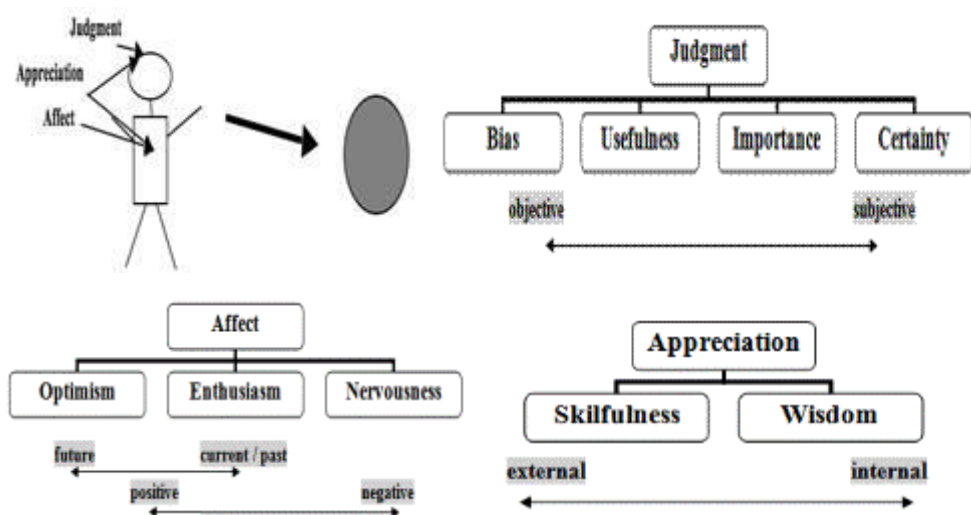 Judgment
Appreciation
Affect
Judgment
Bias Usefulness Importance Certainty
objective subjective
Affect
Optimism Enthusiasm Nervousness
future current / past
positive negative
Appreciation
Skilfulness Wisdom
external internal